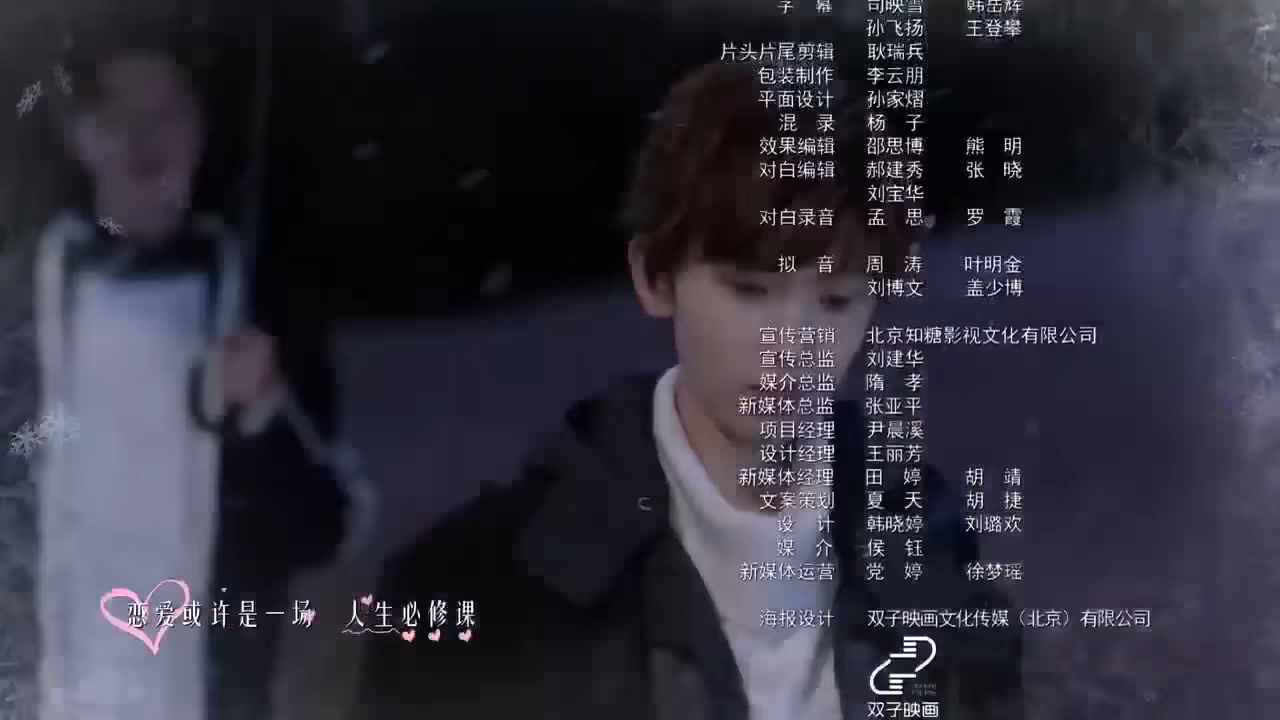 字 幕 司映雪 韩岳辉
孙飞扬 王登攀
片头片尾剪辑 耿瑞兵
包装制作 李云朋
平面设计 孙家熠
混 录 杨 子
效果编辑 邵思博 熊 明
对白编辑 郝建秀 张 晓
刘宝华
对白录音 孟 思 罗 霞
拟 音 周 涛 叶明金
刘博文 盖少博
宣传营销 北京知糖影视文化有限公司
宣传总监 刘建华
媒介总监 隋 孝
新媒体总监 张亚平
项目经理 尹晨溪
设计经理 王丽芳
新媒体经理 田 婷 胡 靖
文案策划 夏 天 胡 捷
设 计 韩晓婷 刘璐欢
媒 介 侯 钰
新媒体运营 党 婷 徐梦瑶
恋爱或许是一场 人生必修课
海报设计 双子映画文化传媒（北京）有限公司
双子映画